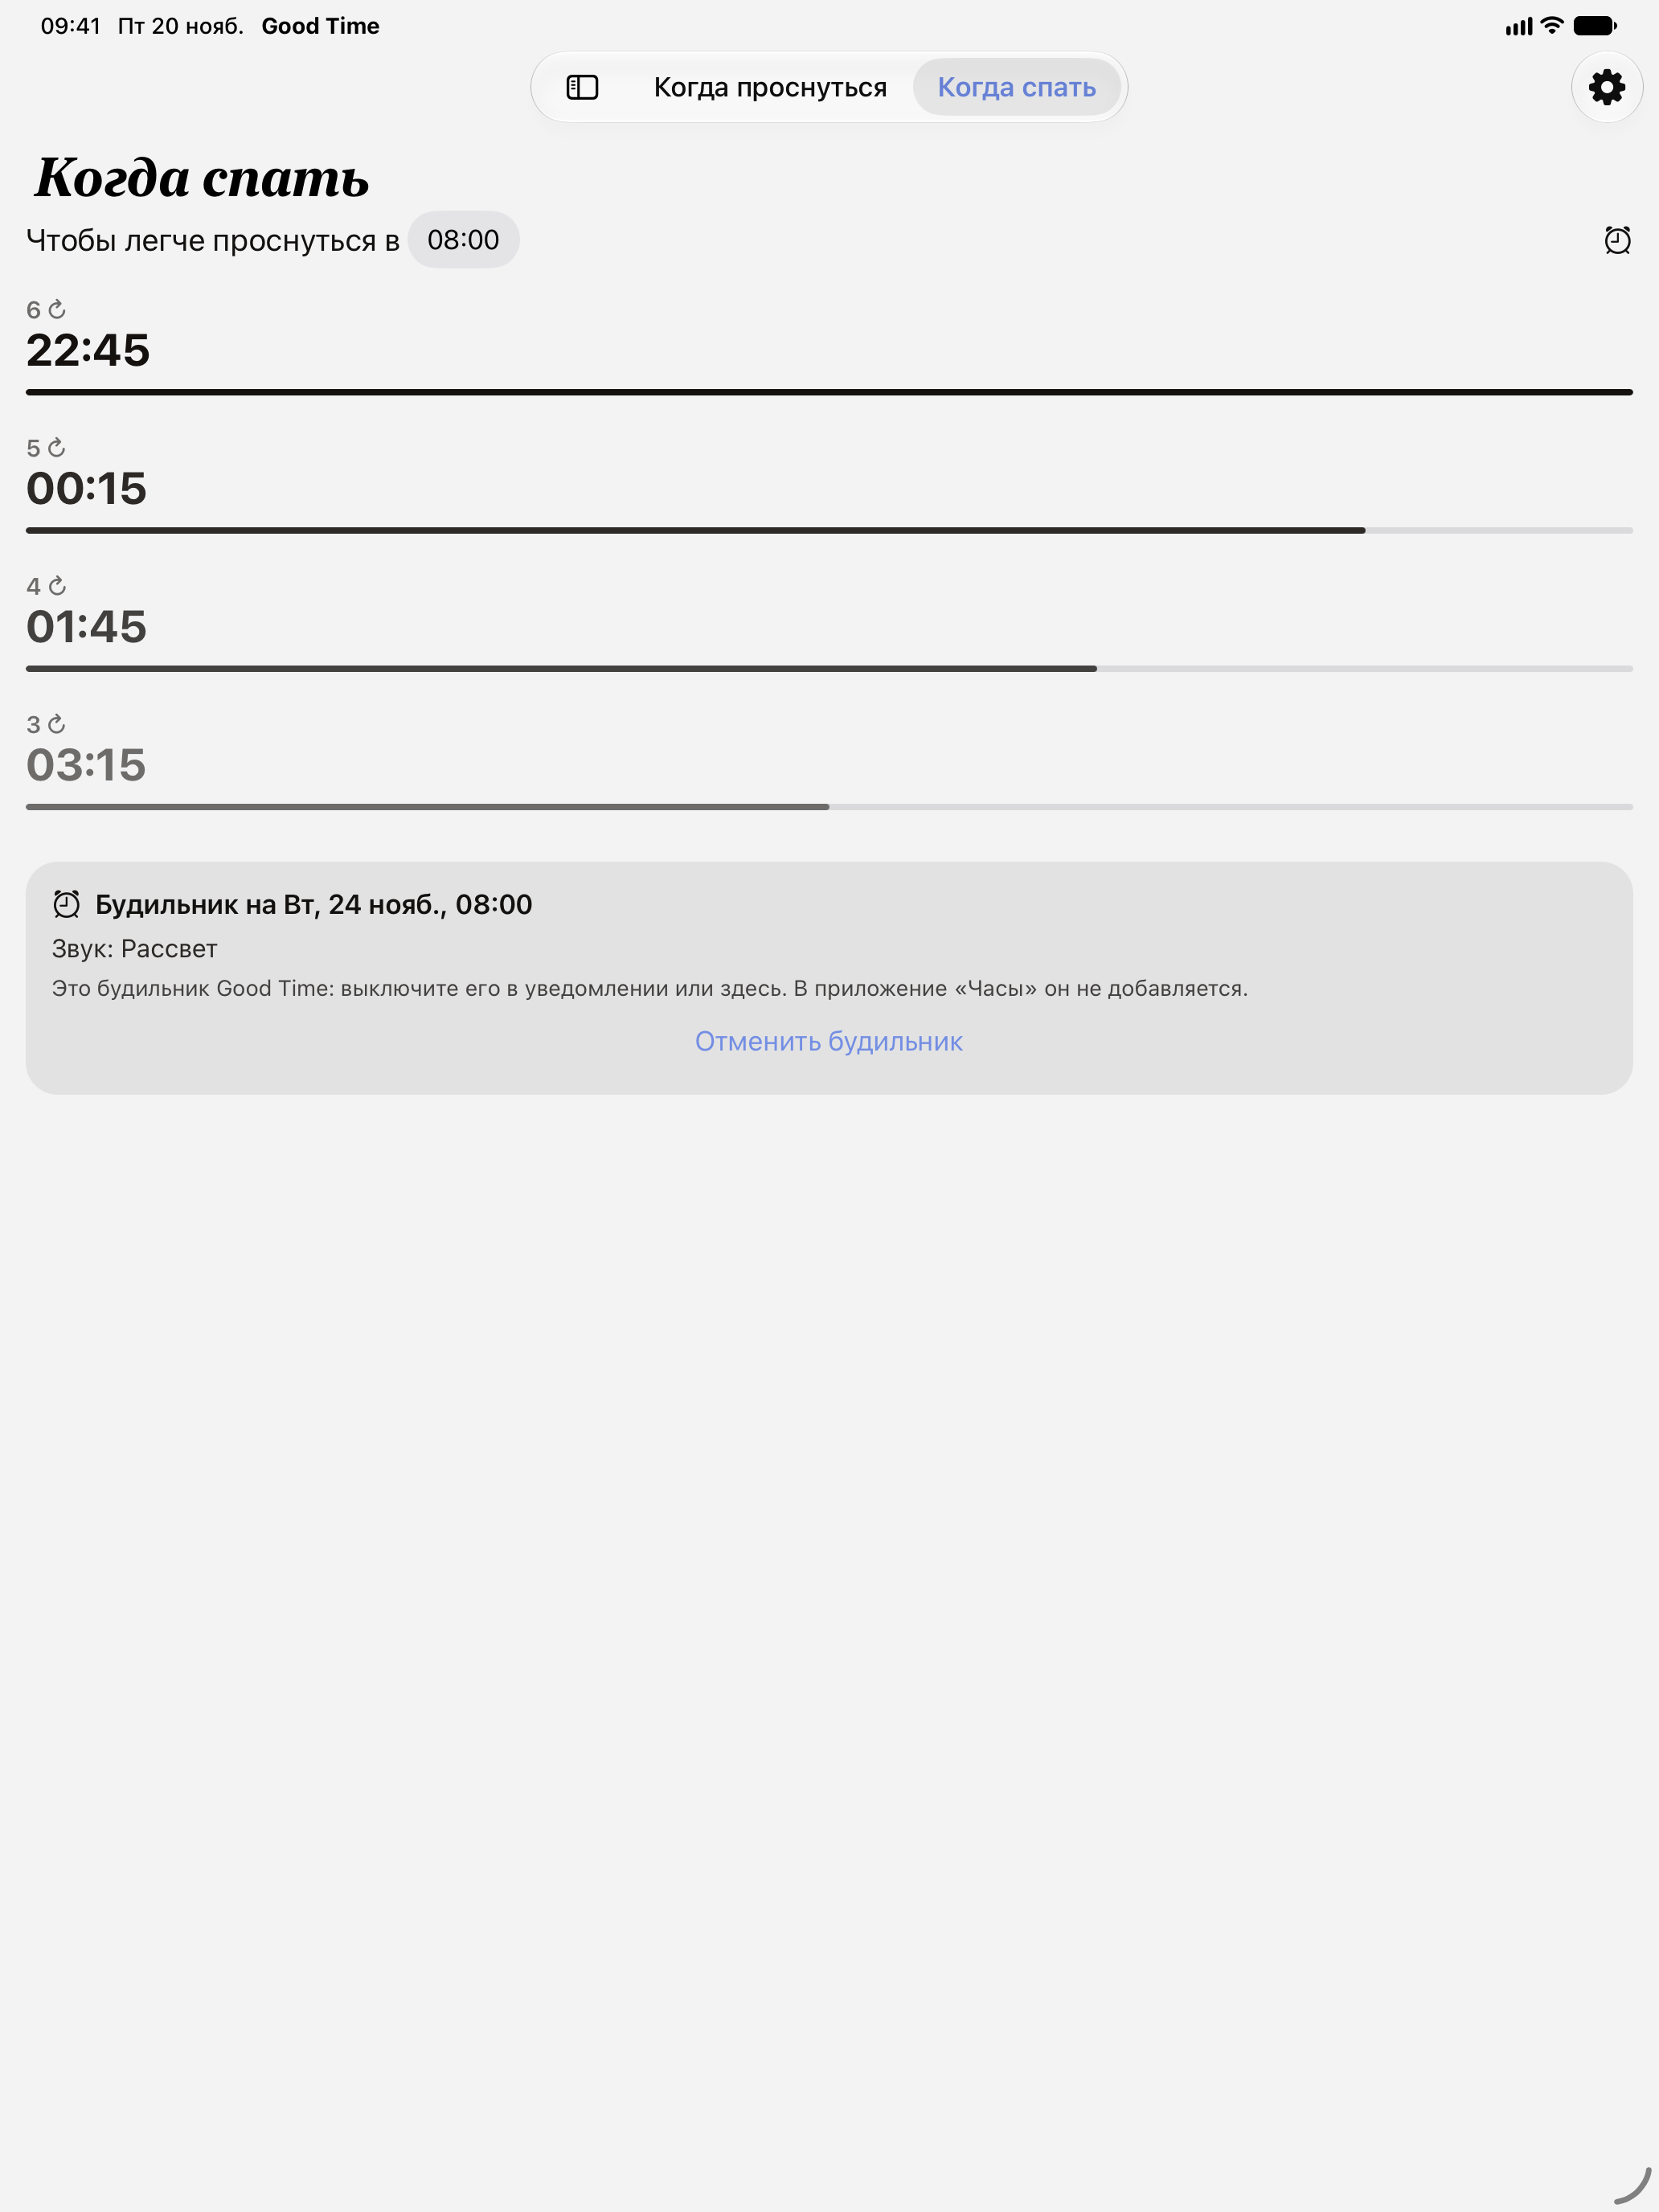 09:41 Пт 20 нояб. Good Time
Когда проснуться Когда спать
Когда спать
Чтобы легче проснуться в 08:00
6
22:45
5
00:15
4
01:45
3
03:15
Будильник на Вт, 24 нояб., 08:00
Звук: Рассвет
Это будильник Good Time: выключите его в уведомлении или здесь. В приложение «Часы» он не добавляется.
Отменить будильник